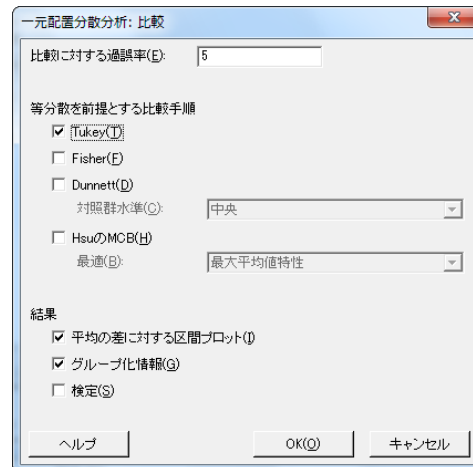 一元配置分散分析: 比較
比較に対する過誤率(E): 5
等分散を前提とする比較手順
Tukey(T)
Fisher(F)
Dunnett(D)
対照群水準(C): 中央
HsuのMCB(H)
最適(B): 最大平均値特性
結果
平均の差に対する区間プロット(I)
グループ化情報(G)
検定(S)
ヘルプ OK(O) キャンセル